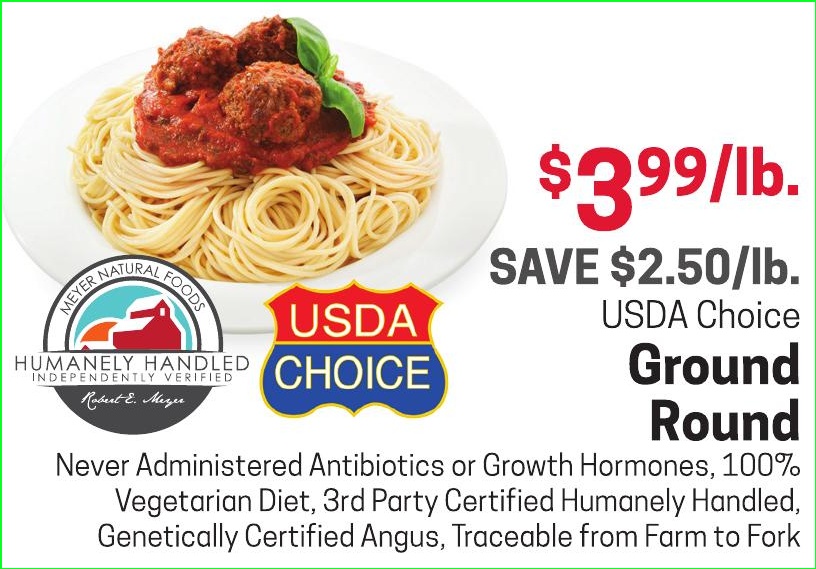 $3.99/lb.
SAVE $2.50/lb.
USDA Choice
Ground
Round
MEYER NATURAL FOODS
HUMANELY HANDLED
INDEPENDENTLY VERIFIED
Robert E. Meyer
USDA
CHOICE
Never Administered Antibiotics or Growth Hormones, 100%
Vegetarian Diet, 3rd Party Certified Humanely Handled,
Genetically Certified Angus, Traceable from Farm to Fork